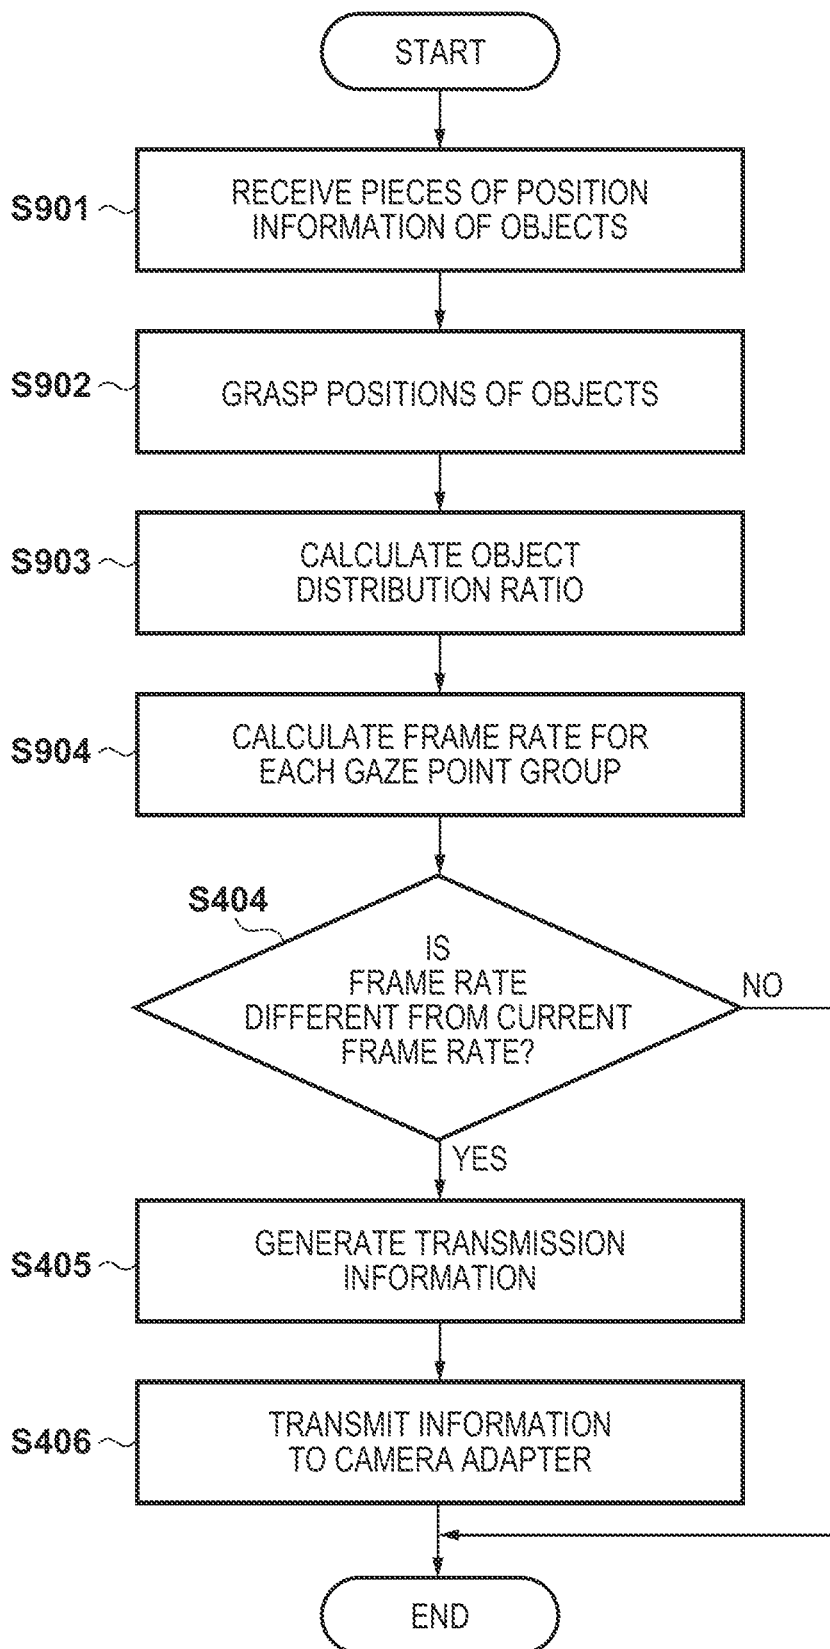 START
S901
RECEIVE PIECES OF POSITION
INFORMATION OF OBJECTS
S902
GRASP POSITIONS OF OBJECTS
S903
CALCULATE OBJECT
DISTRIBUTION RATIO
S904
CALCULATE FRAME RATE FOR
EACH GAZE POINT GROUP
S404
IS
FRAME RATE
DIFFERENT FROM CURRENT
FRAME RATE?
NO
YES
S405
GENERATE TRANSMISSION
INFORMATION
S406
TRANSMIT INFORMATION
TO CAMERA ADAPTER
END